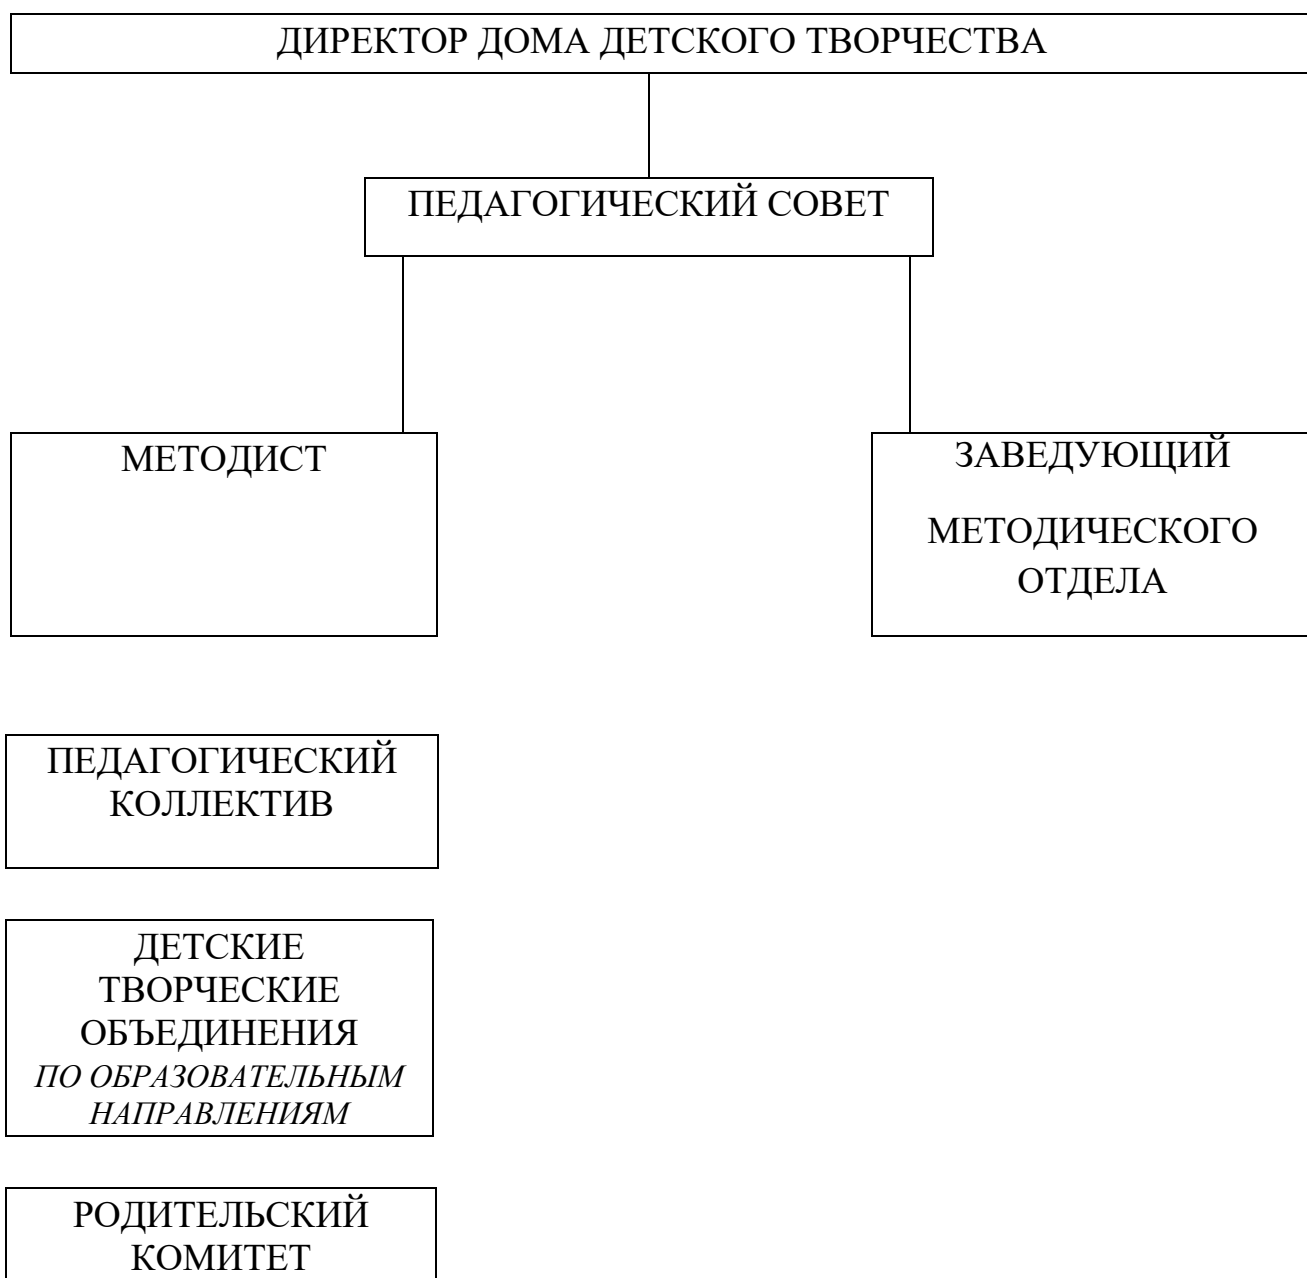 ДИРЕКТОР ДОМА ДЕТСКОГО ТВОРЧЕСТВА
ПЕДАГОГИЧЕСКИЙ СОВЕТ
МЕТОДИСТ
ЗАВЕДУЮЩИЙ
МЕТОДИЧЕСКОГО
ОТДЕЛА
ПЕДАГОГИЧЕСКИЙ
КОЛЛЕКТИВ
ДЕТСКИЕ
ТВОРЧЕСКИЕ
ОБЪЕДИНЕНИЯ
ПО ОБРАЗОВАТЕЛЬНЫМ
НАПРАВЛЕНИЯМ
РОДИТЕЛЬСКИЙ
КОМИТЕТ